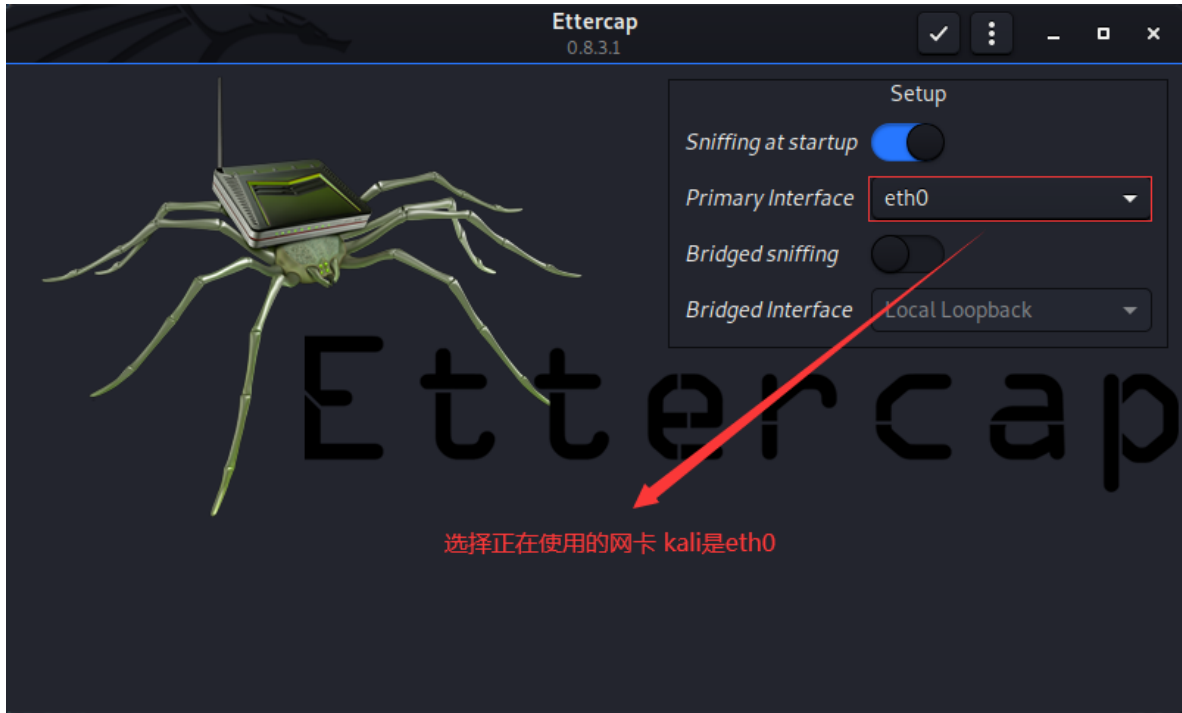 Ettercap
0.8.3.1
Setup
Sniffing at startup
Primary Interface eth0
Bridged sniffing
Bridged Interface Local Loopback
Ettercap
选择正在使用的网卡 kali是eth0